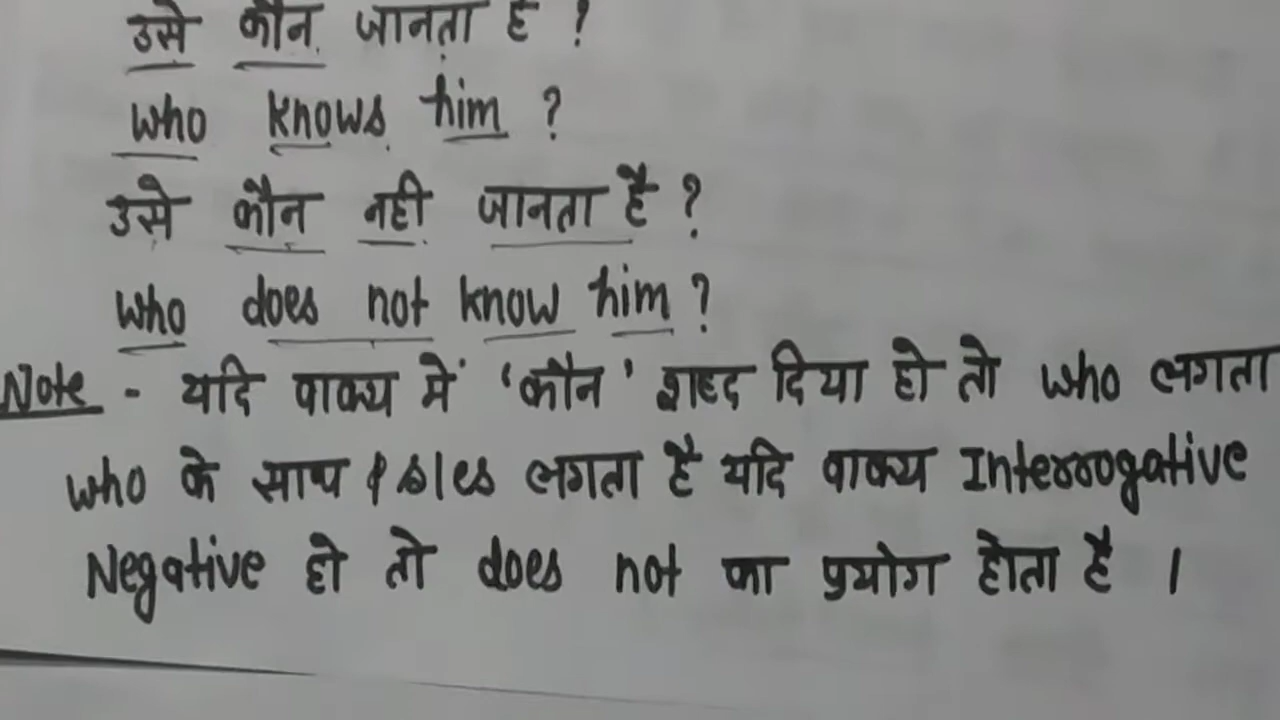 उसे कौन जानता है ?
who knows him ?
उसे कौन नही जानता है ?
who does not know him ?
Note - यदि वाक्य में 'कौन' शब्द दिया हो तो who लगता
who के साथ s/es लगता है यदि वाक्य Interrogative
Negative हो तो does not का प्रयोग होता है ।